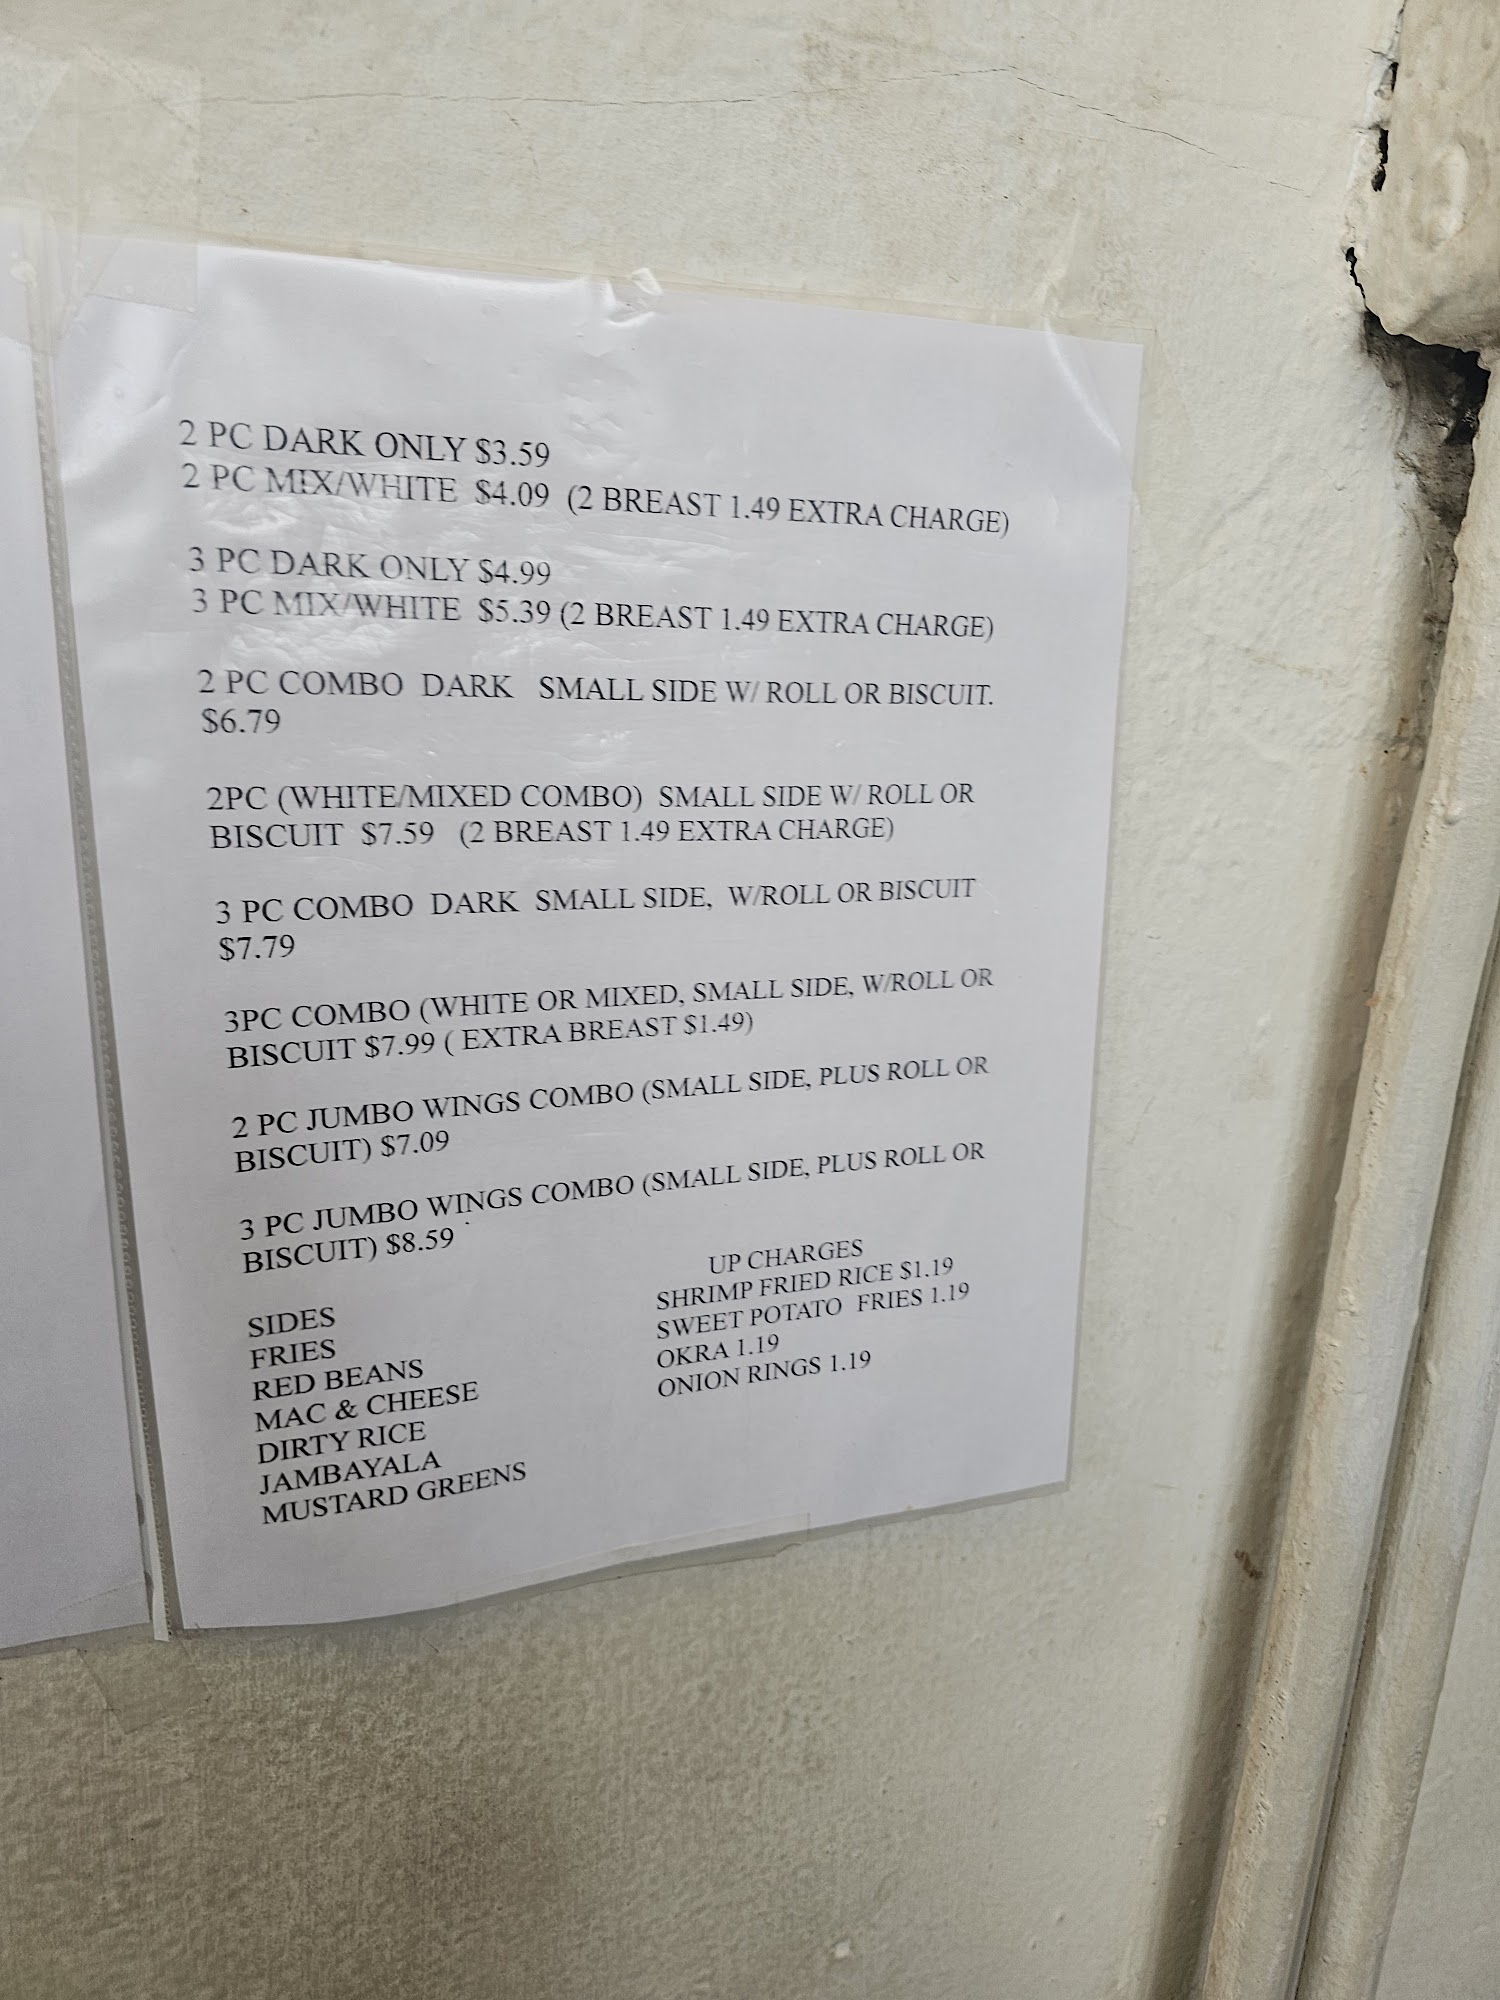 2 PC DARK ONLY $3.59
2 PC MIX/WHITE $4.09 (2 BREAST 1.49 EXTRA CHARGE)
3 PC DARK ONLY $4.99
3 PC MIX/WHITE $5.39 (2 BREAST 1.49 EXTRA CHARGE)
2 PC COMBO DARK SMALL SIDE W/ ROLL OR BISCUIT.
$6.79
2PC (WHITE/MIXED COMBO) SMALL SIDE W/ ROLL OR
BISCUIT $7.59 (2 BREAST 1.49 EXTRA CHARGE)
3 PC COMBO DARK SMALL SIDE, W/ROLL OR BISCUIT
$7.79
3PC COMBO (WHITE OR MIXED, SMALL SIDE, W/ROLL OR
BISCUIT $7.99 ( EXTRA BREAST $1.49)
2 PC JUMBO WINGS COMBO (SMALL SIDE, PLUS ROLL OR
BISCUIT) $7.09
3 PC JUMBO WINGS COMBO (SMALL SIDE, PLUS ROLL OR
BISCUIT) $8.59
SIDES
FRIES
RED BEANS
MAC & CHEESE
DIRTY RICE
JAMBAYALA
MUSTARD GREENS
UP CHARGES
SHRIMP FRIED RICE $1.19
SWEET POTATO FRIES 1.19
OKRA 1.19
ONION RINGS 1.19